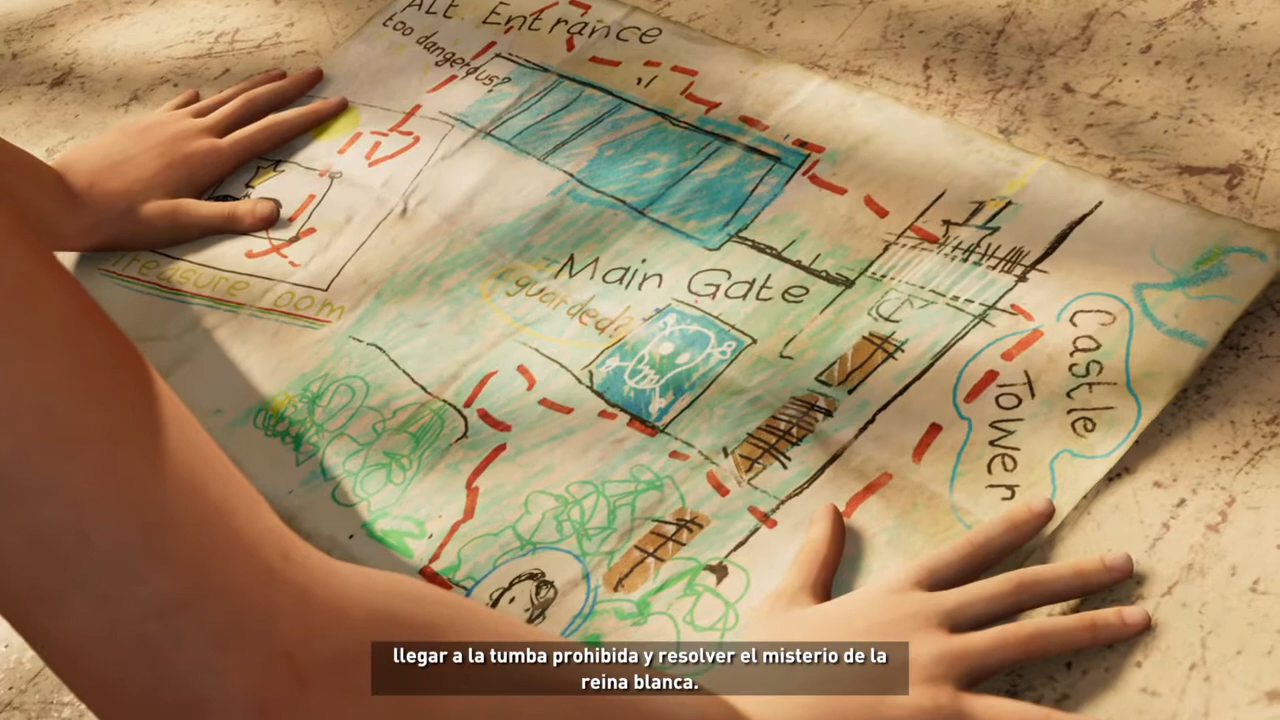 ALt. Entrance
too dangerous?
Main Gate
guarded?
Treasure room
Castle
Tower
llegar a la tumba prohibida y resolver el misterio de la
reina blanca.